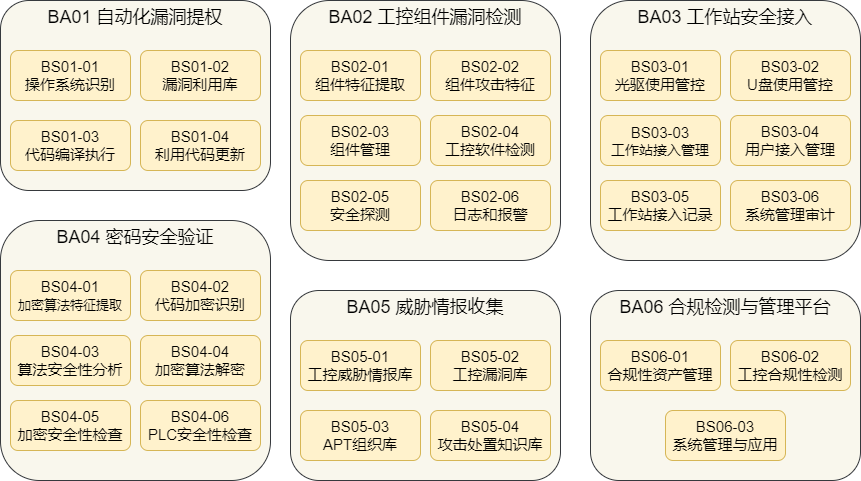 BA01 自动化漏洞提权
BS01-01
操作系统识别
BS01-02
漏洞利用库
BS01-03
代码编译执行
BS01-04
利用代码更新
BA02 工控组件漏洞检测
BS02-01
组件特征提取
BS02-02
组件攻击特征
BS02-03
组件管理
BS02-04
工控软件检测
BS02-05
安全探测
BS02-06
日志和报警
BA03 工作站安全接入
BS03-01
光驱使用管控
BS03-02
U盘使用管控
BS03-03
工作站接入管理
BS03-04
用户接入管理
BS03-05
工作站接入记录
BS03-06
系统管理审计
BA04 密码安全验证
BS04-01
加密算法特征提取
BS04-02
代码加密识别
BS04-03
算法安全性分析
BS04-04
加密算法解密
BS04-05
加密安全性检查
BS04-06
PLC安全性检查
BA05 威胁情报收集
BS05-01
工控威胁情报库
BS05-02
工控漏洞库
BS05-03
APT组织库
BS05-04
攻击处置知识库
BA06 合规检测与管理平台
BS06-01
合规性资产管理
BS06-02
工控合规性检测
BS06-03
系统管理与应用